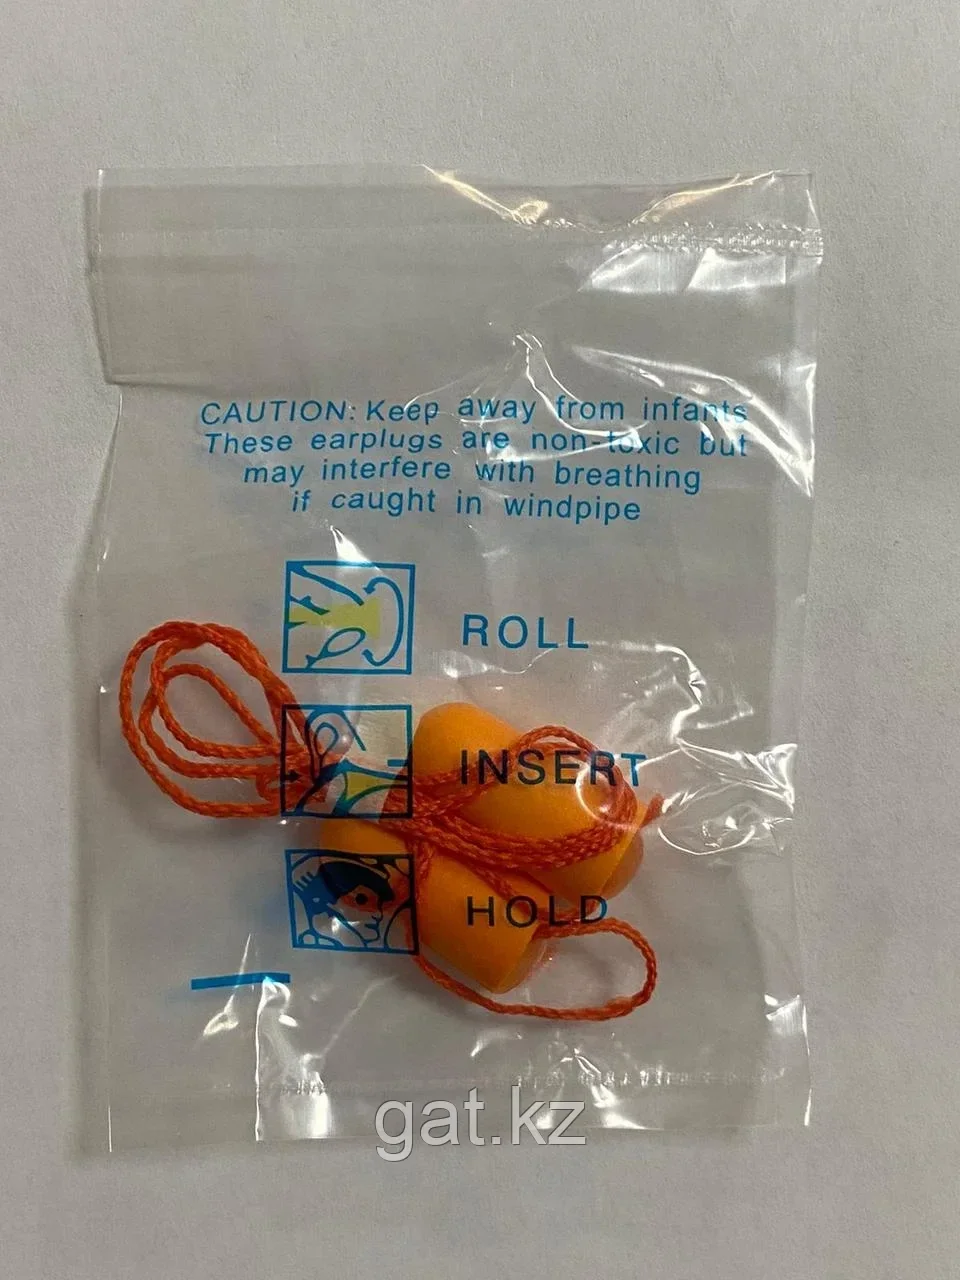 CAUTION: Keep away from infants
These earplugs are non-toxic but
may interfere with breathing
if caught in windpipe
ROLL
INSERT
HOLD
gat.kz